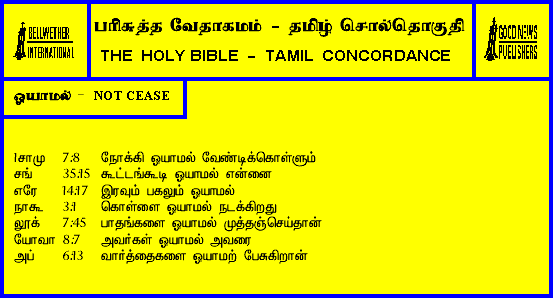 BELLWETHER
INTERNATIONAL
பரிசுத்த வேதாகமம் - தமிழ் சொல்தொகுதி
THE HOLY BIBLE - TAMIL CONCORDANCE
GOOD NEWS
PUBLISHERS
ஓயாமல் - NOT CEASE
1சாமு 7:8 நோக்கி ஓயாமல் வேண்டிக்கொள்ளும்
சங் 35:15 கூட்டங்கூடி ஓயாமல் என்னை
எரே 14:17 இரவும் பகலும் ஓயாமல்
நாகூ 3:1 கொள்ளை ஓயாமல் நடக்கிறது
லூக் 7:45 பாதங்களை ஓயாமல் முத்தஞ்செய்தான்
யோவா 8:7 அவர்கள் ஓயாமல் அவரை
அப் 6:13 வார்த்தைகளை ஓயாமற் பேசுகிறான்